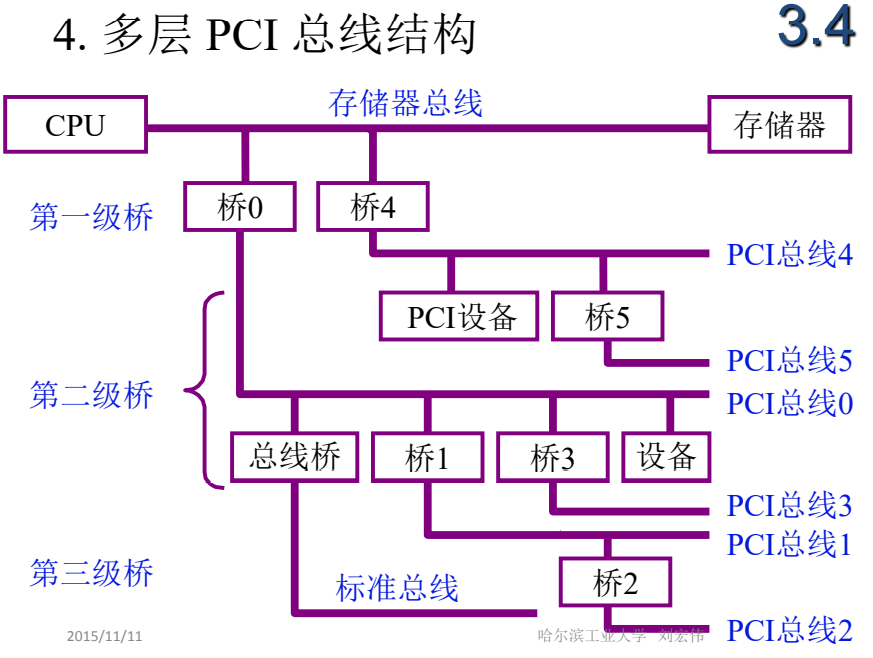 4. 多层 PCI 总线结构
3.4
存储器总线
CPU
存储器
第一级桥
桥0
桥4
PCI总线4
PCI设备
桥5
PCI总线5
第二级桥
PCI总线0
总线桥
桥1
桥3
设备
PCI总线3
PCI总线1
第三级桥
标准总线
桥2
2015/11/11
哈尔滨工业大学 刘宏伟
PCI总线2